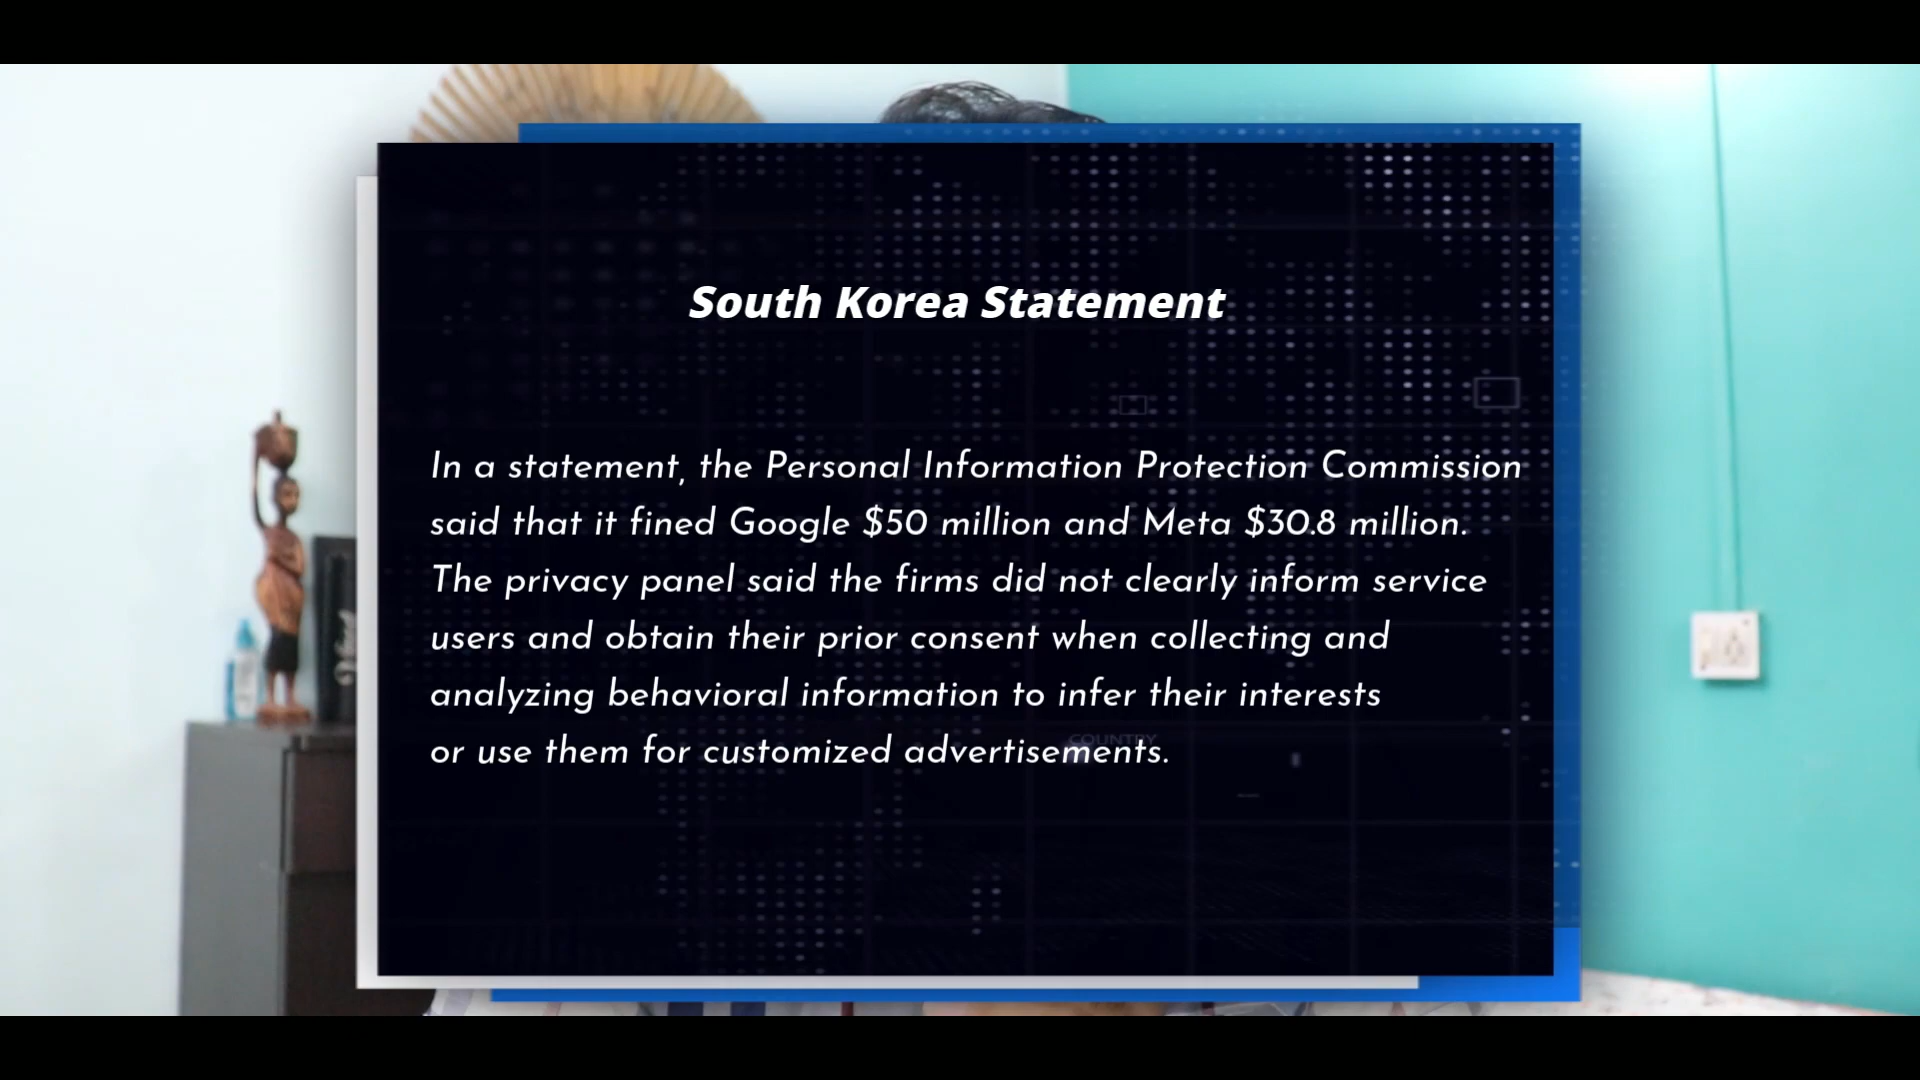 South Korea Statement
In a statement, the Personal Information Protection Commission
said that it fined Google $50 million and Meta $30.8 million.
The privacy panel said the firms did not clearly inform service
users and obtain their prior consent when collecting and
analyzing behavioral information to infer their interests
or use them for customized advertisements.
COUNTRY